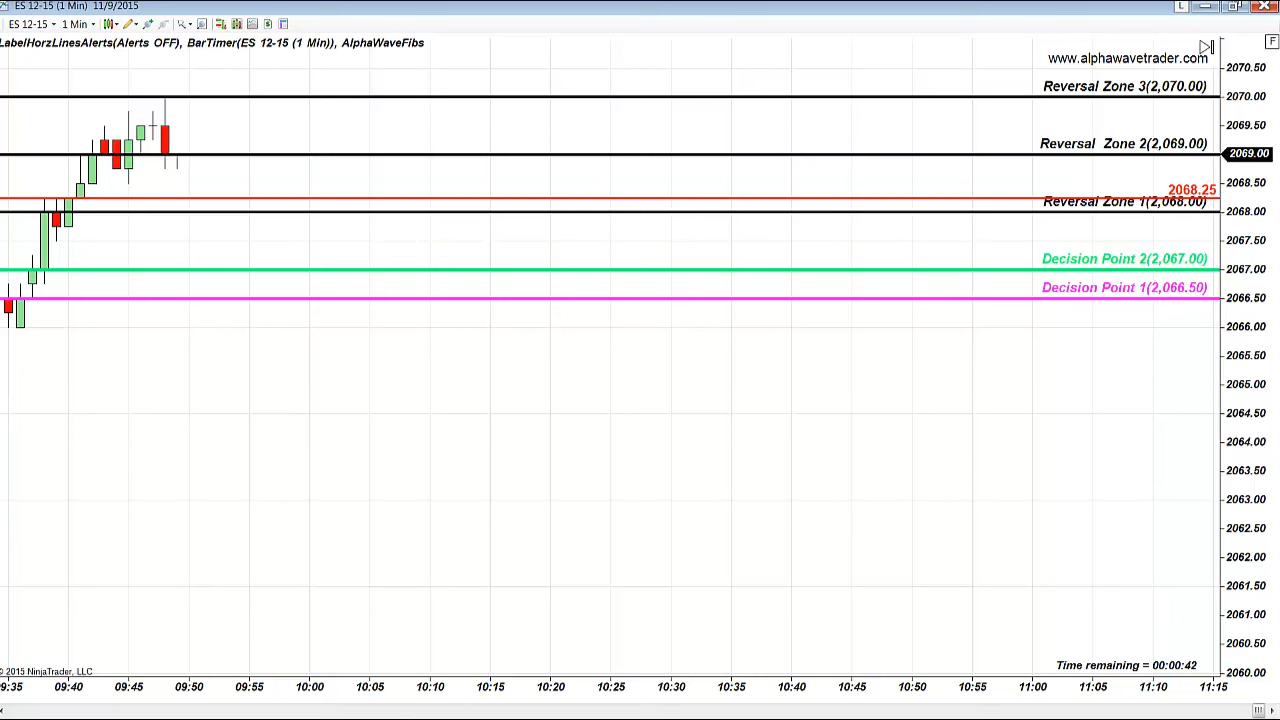 ES 12-15 (1 Min) 11/9/2015
L
ES 12-15 1 Min
LabelHorzLinesAlerts(Alerts OFF), BarTimer(ES 12-15 (1 Min)), AlphaWaveFibs
F
www.alphawavetrader.com
2070.50
Reversal Zone 3(2,070.00)
2070.00
2069.50
Reversal Zone 2(2,069.00)
2069.00
2068.50
2068.25
Reversal Zone 1(2,068.00)
2068.00
2067.50
Decision Point 2(2,067.00)
2067.00
Decision Point 1(2,066.50)
2066.50
2066.00
2065.50
2065.00
2064.50
2064.00
2063.50
2063.00
2062.50
2062.00
2061.50
2061.00
2060.50
2060.00
Time remaining = 00:00:42
© 2015 NinjaTrader, LLC
9:35 09:40 09:45 09:50 09:55 10:00 10:05 10:10 10:15 10:20 10:25 10:30 10:35 10:40 10:45 10:50 10:55 11:00 11:05 11:10 11:15